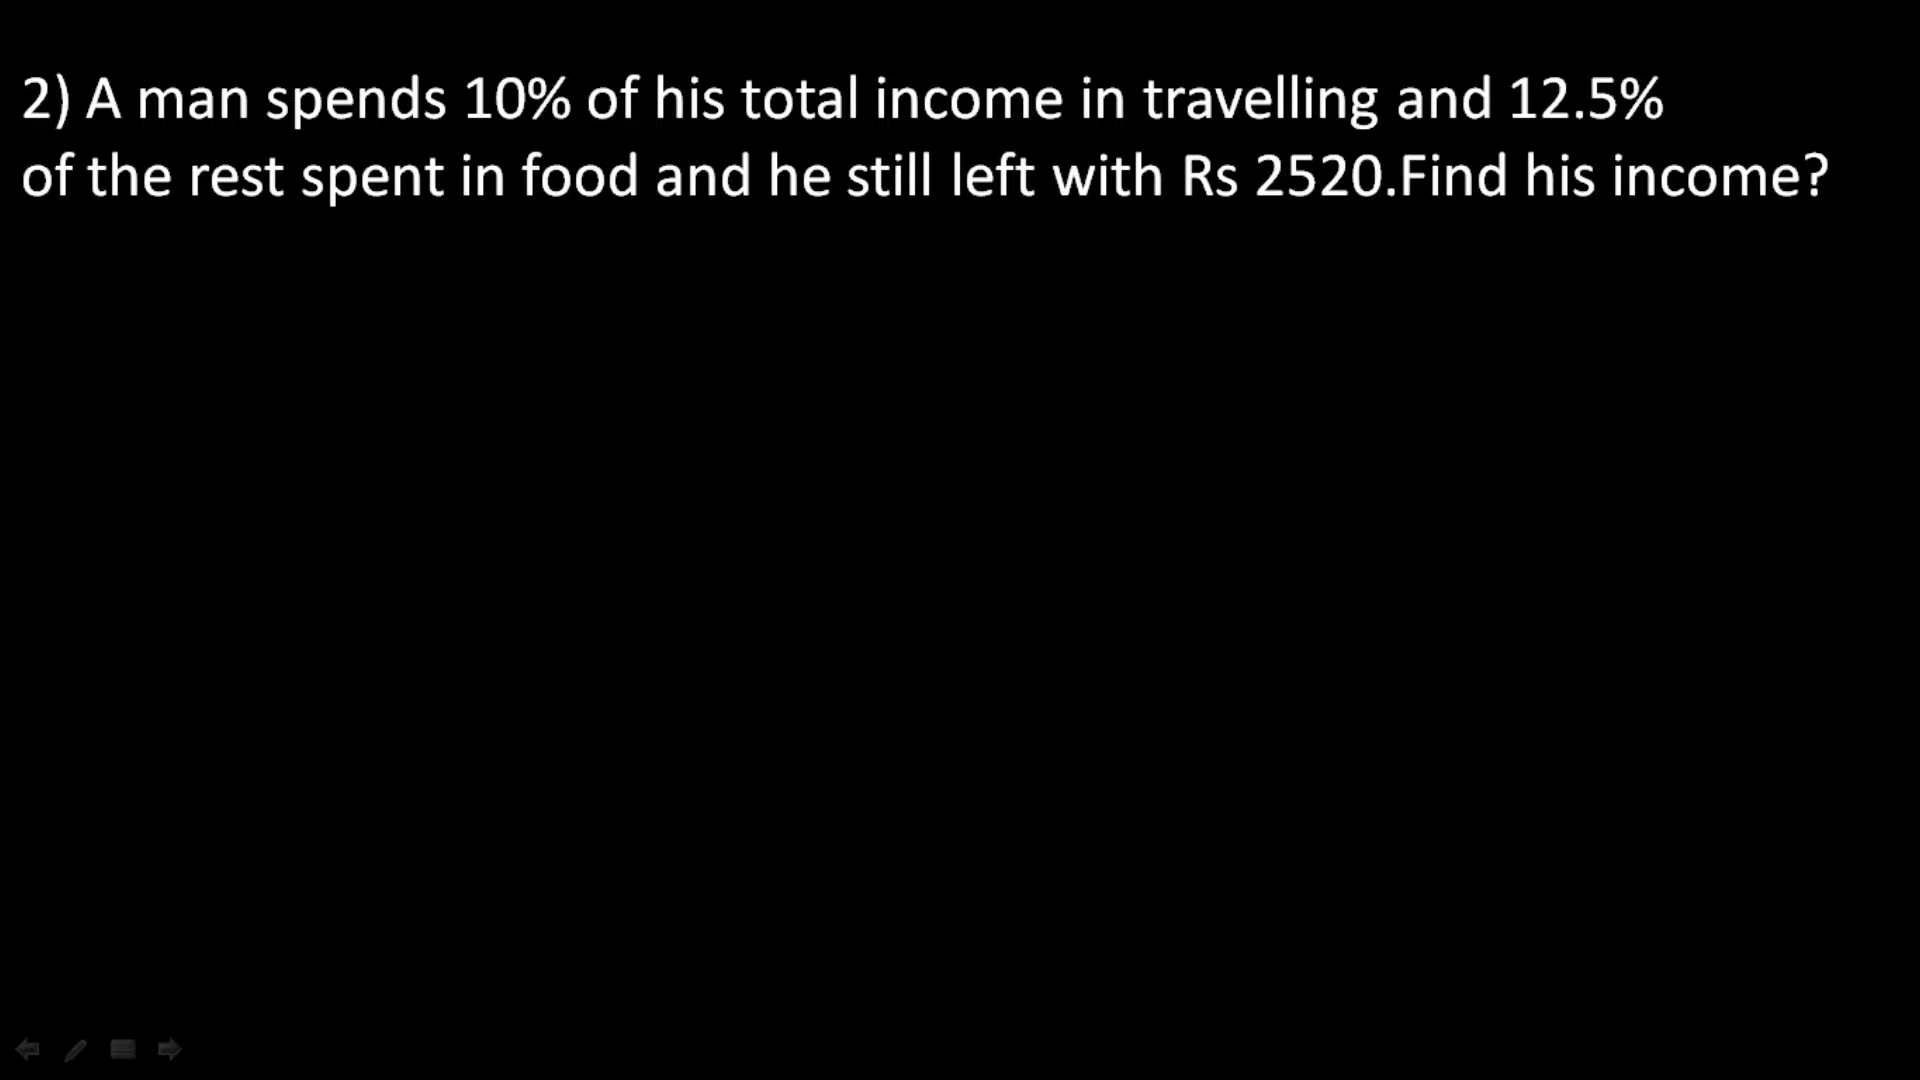 2) A man spends 10% of his total income in travelling and 12.5%
of the rest spent in food and he still left with Rs 2520.Find his income?